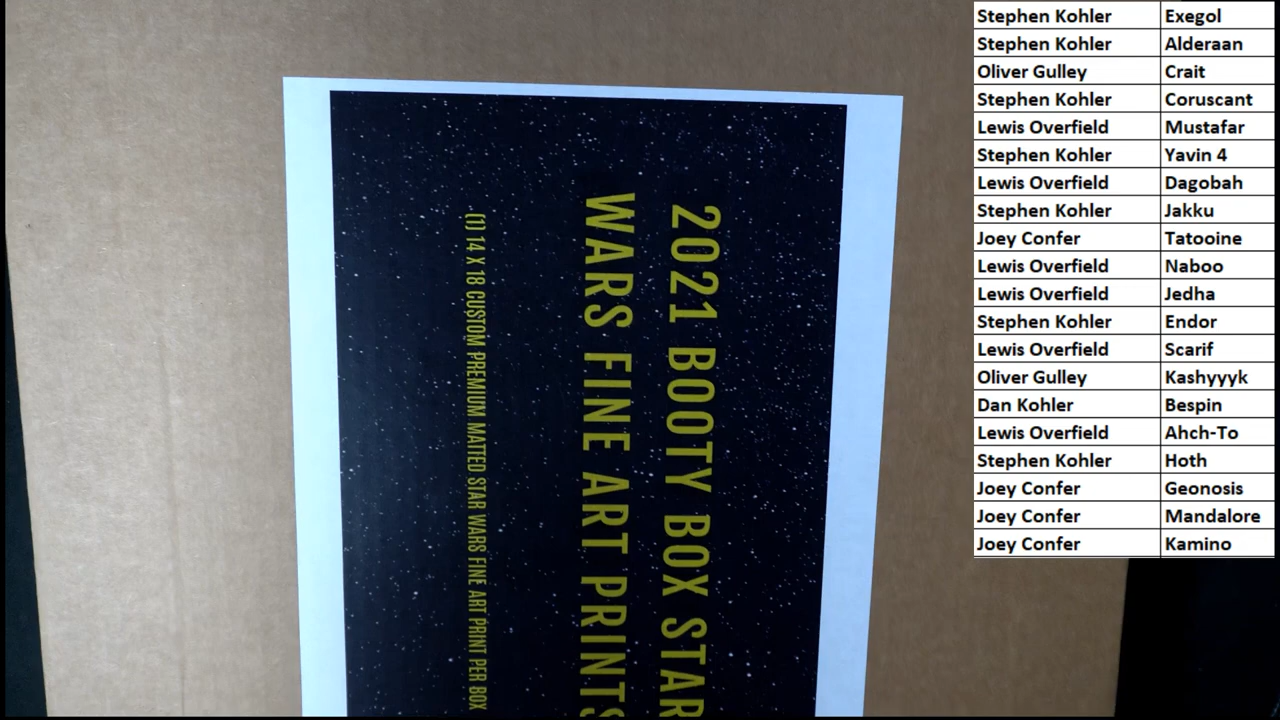 2021 BOOTY BOX STAR
WARS FINE ART PRINTS
(1) 14 X 18 CUSTOM PREMIUM MATTED STAR WARS FINE ART PRINT PER BOX
Stephen Kohler Exegol
Stephen Kohler Alderaan
Oliver Gulley Crait
Stephen Kohler Coruscant
Lewis Overfield Mustafar
Stephen Kohler Yavin 4
Lewis Overfield Dagobah
Stephen Kohler Jakku
Joey Confer Tatooine
Lewis Overfield Naboo
Lewis Overfield Jedha
Stephen Kohler Endor
Lewis Overfield Scarif
Oliver Gulley Kashyyyk
Dan Kohler Bespin
Lewis Overfield Ahch-To
Stephen Kohler Hoth
Joey Confer Geonosis
Joey Confer Mandalore
Joey Confer Kamino